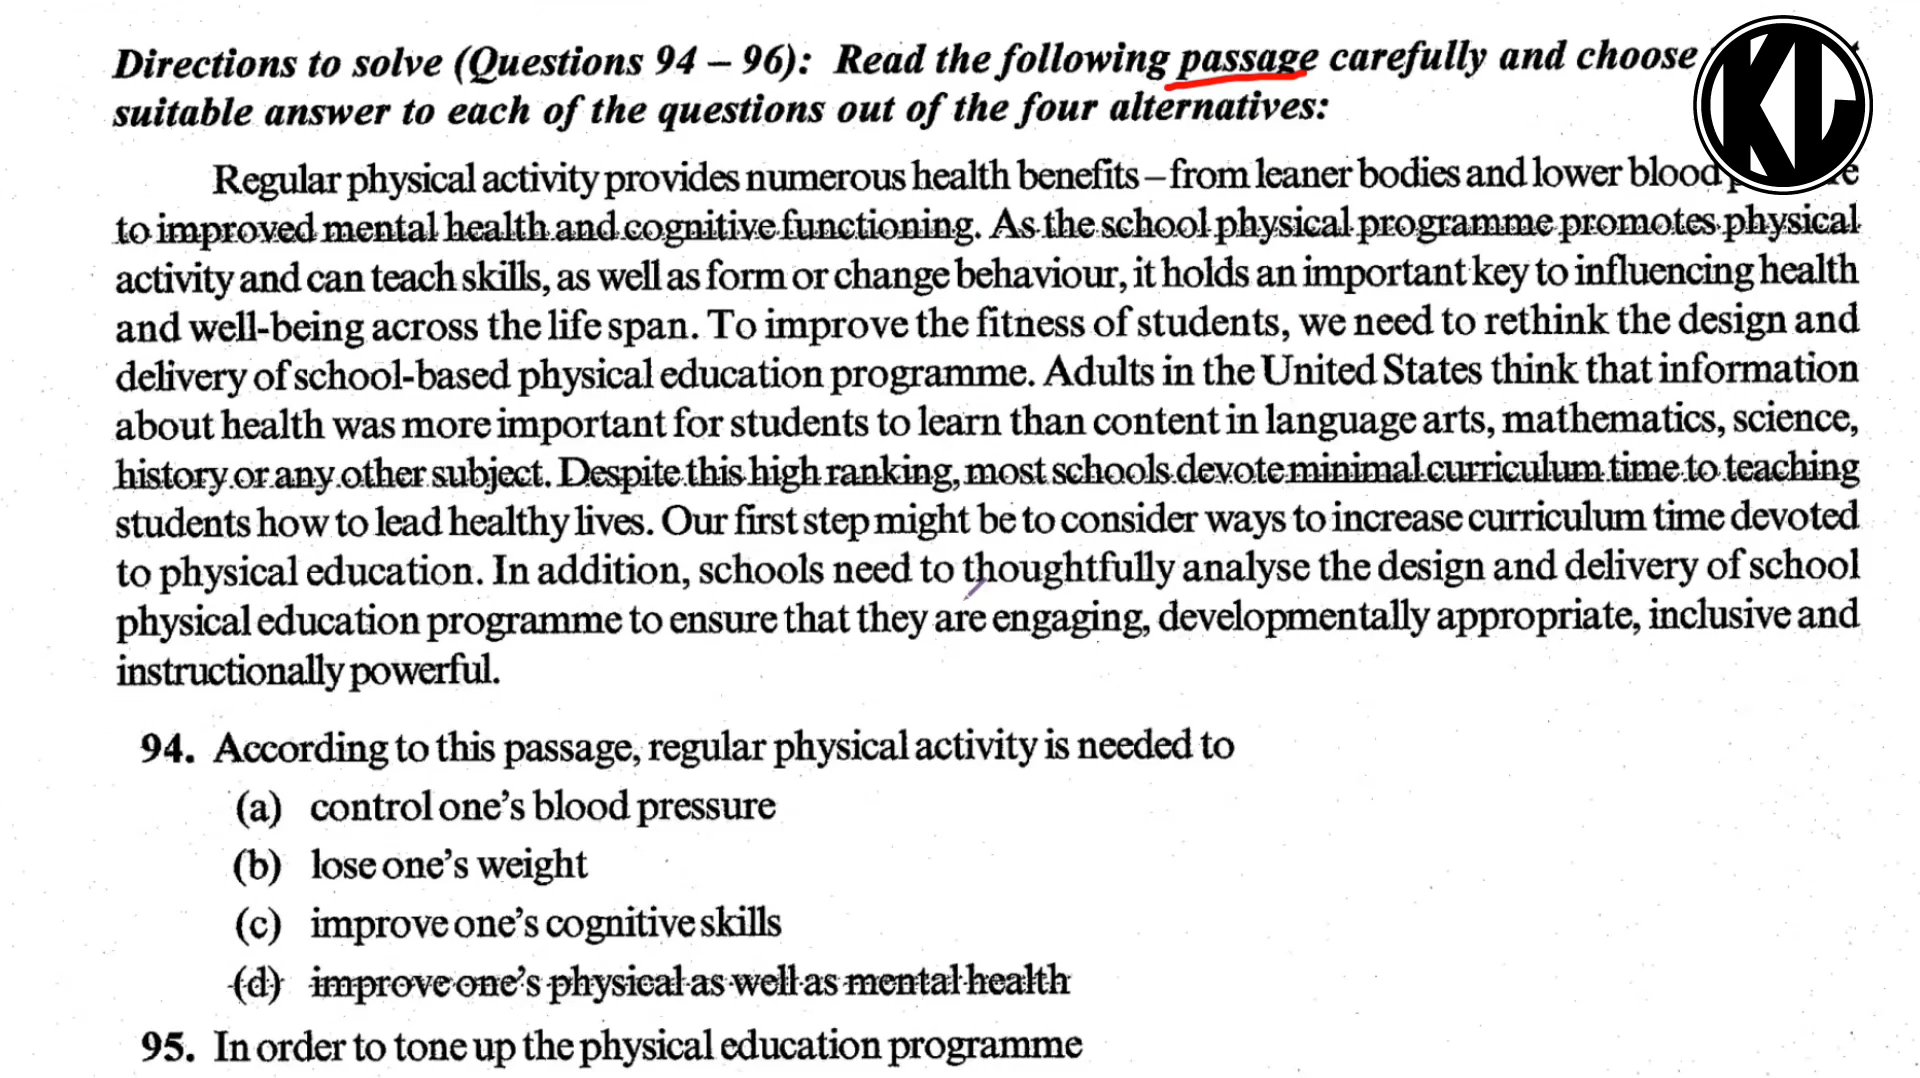 Directions to solve (Questions 94 – 96): Read the following passage carefully and choose
suitable answer to each of the questions out of the four alternatives:
KL
Regular physical activity provides numerous health benefits – from leaner bodies and lower blood
to improved mental health and cognitive functioning. As the school physical programme promotes physical
activity and can teach skills, as well as form or change behaviour, it holds an important key to influencing health
and well-being across the life span. To improve the fitness of students, we need to rethink the design and
delivery of school-based physical education programme. Adults in the United States think that information
about health was more important for students to learn than content in language arts, mathematics, science,
history or any other subject. Despite this high ranking, most schools devote minimal curriculum time to teaching
students how to lead healthy lives. Our first step might be to consider ways to increase curriculum time devoted
to physical education. In addition, schools need to thoughtfully analyse the design and delivery of school
physical education programme to ensure that they are engaging, developmentally appropriate, inclusive and
instructionally powerful.
94. According to this passage, regular physical activity is needed to
(a) control one's blood pressure
(b) lose one's weight
(c) improve one's cognitive skills
(d) improve one's physical as well as mental health
95. In order to tone up the physical education programme